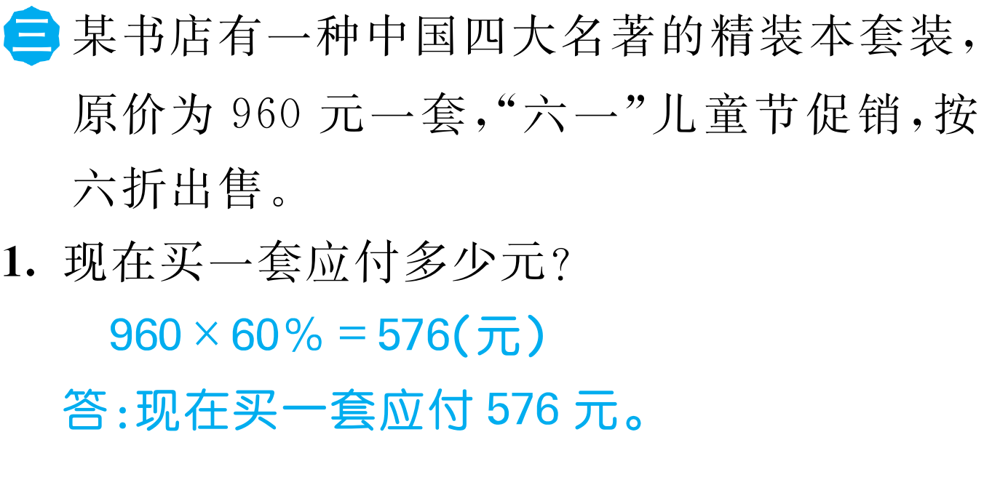 三 某书店有一种中国四大名著的精装本套装，
原价为 960 元一套，“六一”儿童节促销，按
六折出售。
1. 现在买一套应付多少元？
960×60％＝576(元)
答：现在买一套应付 576 元。